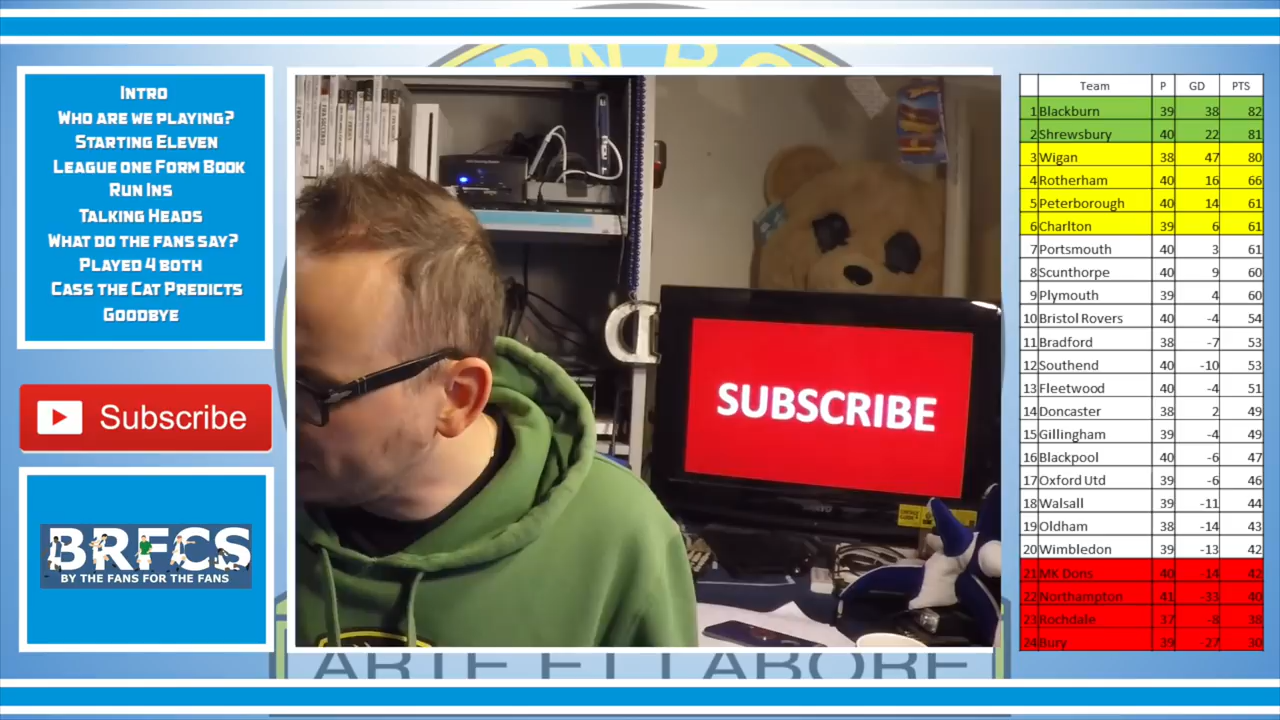 RN RO
INTRO
WHO ARE WE PLAYING?
STARTING ELEVEN
LEAGUE ONE FORM BOOK
RUN INS
TALKING HEADS
WHAT DO THE FANS SAY?
PLAYED 4 BOTH
CASS THE CAT PREDICTS
GOODBYE
Subscribe
BRFCS
BY THE FANS FOR THE FANS
SUBSCRIBE
Team P GD PTS
1 Blackburn 39 38 82
2 Shrewsbury 40 22 81
3 Wigan 38 47 80
4 Rotherham 40 16 66
5 Peterborough 40 14 61
6 Charlton 39 6 61
7 Portsmouth 40 3 61
8 Scunthorpe 40 9 60
9 Plymouth 39 4 60
10 Bristol Rovers 40 -4 54
11 Bradford 38 -7 53
12 Southend 40 -10 53
13 Fleetwood 40 -4 51
14 Doncaster 38 2 49
15 Gillingham 39 -4 49
16 Blackpool 40 -6 47
17 Oxford Utd 39 -6 46
18 Walsall 39 -11 44
19 Oldham 38 -14 43
20 Wimbledon 39 -13 42
21 MK Dons 40 -14 42
22 Northampton 41 -33 40
23 Rochdale 37 -8 38
24 Bury 39 27 30
ARTE ET LABORE